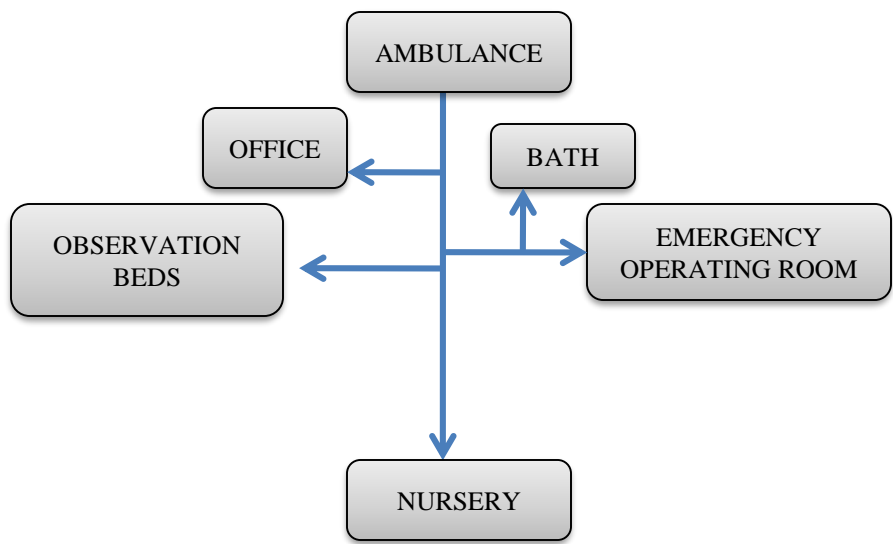 AMBULANCE
OFFICE
BATH
OBSERVATION
BEDS
EMERGENCY
OPERATING ROOM
NURSERY